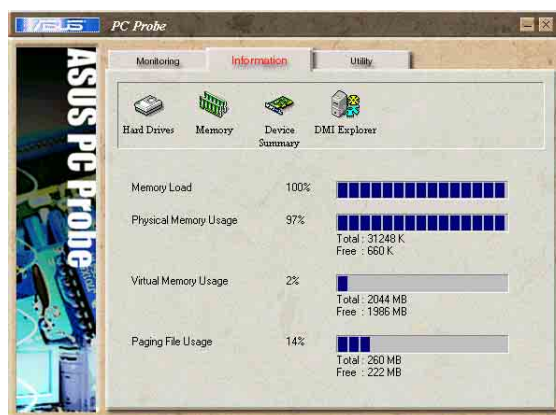 ASUS PC Probe
Monitoring Information Utility
ASUS PC Probe
Hard Drives Memory Device Summary DMI Explorer
Memory Load 100%
Physical Memory Usage 97%
Total : 31248 K
Free : 660 K
Virtual Memory Usage 2%
Total : 2044 MB
Free : 1986 MB
Paging File Usage 14%
Total : 260 MB
Free : 222 MB